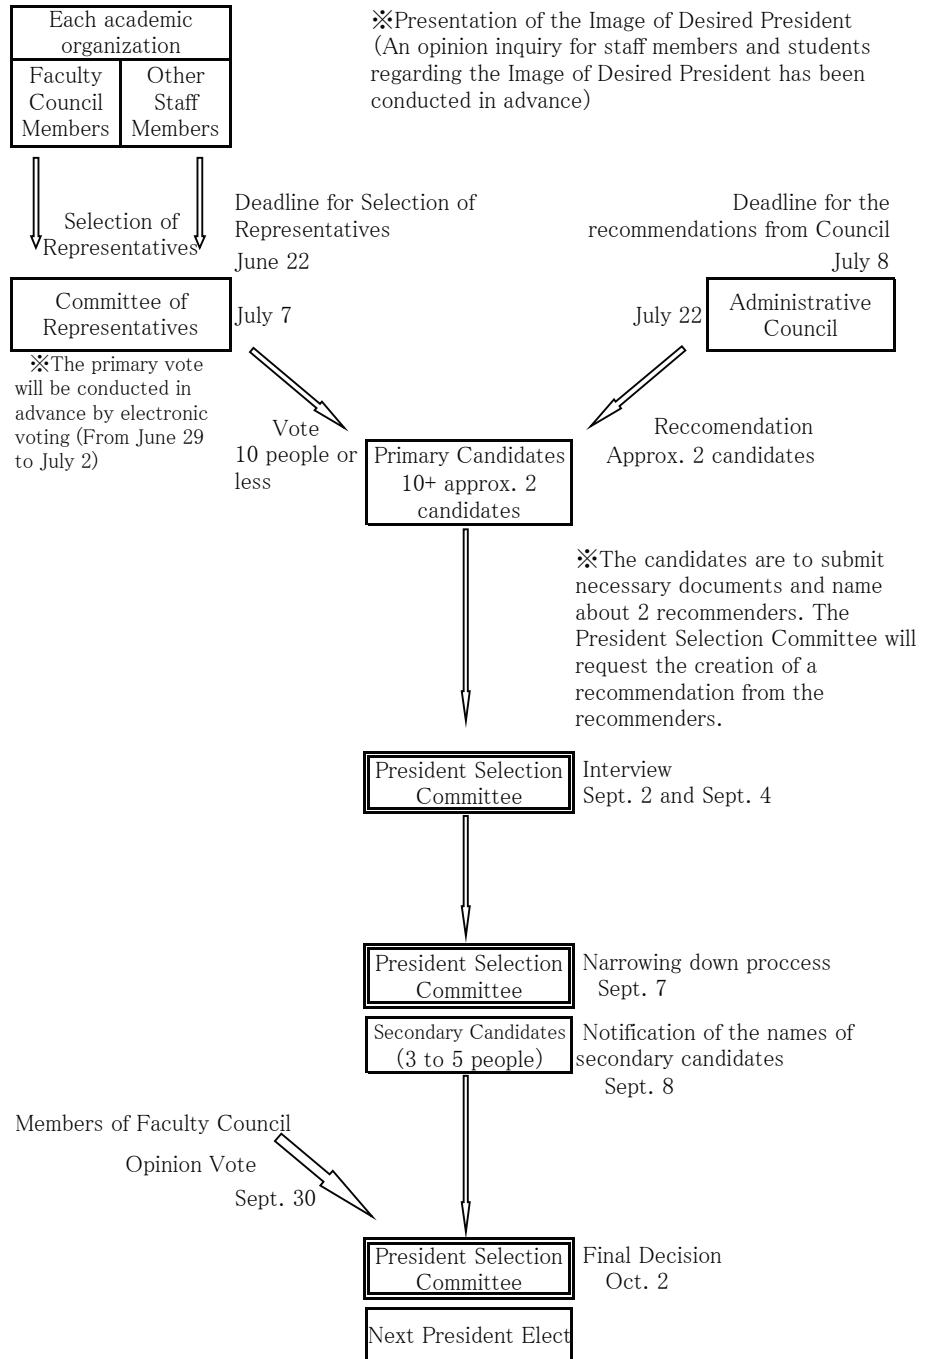 Each academic
organization
Faculty
Council
Members
Other
Staff
Members
※Presentation of the Image of Desired President
(An opinion inquiry for staff members and students
regarding the Image of Desired President has been
conducted in advance)
Selection of
Representatives
Deadline for Selection of
Representatives
June 22
Deadline for the
recommendations from Council
July 8
Committee of
Representatives
July 7
July 22
Administrative
Council
※The primary vote
will be conducted in
advance by electronic
voting (From June 29
to July 2)
Vote
10 people or
less
Reccomendation
Approx. 2 candidates
Primary Candidates
10+ approx. 2
candidates
※The candidates are to submit
necessary documents and name
about 2 recommenders. The
President Selection Committee will
request the creation of a
recommendation from the
recommenders.
President Selection
Committee
Interview
Sept. 2 and Sept. 4
President Selection
Committee
Narrowing down proccess
Sept. 7
Secondary Candidates
(3 to 5 people)
Notification of the names of
secondary candidates
Sept. 8
Members of Faculty Council
Opinion Vote
Sept. 30
President Selection
Committee
Final Decision
Oct. 2
Next President Elect